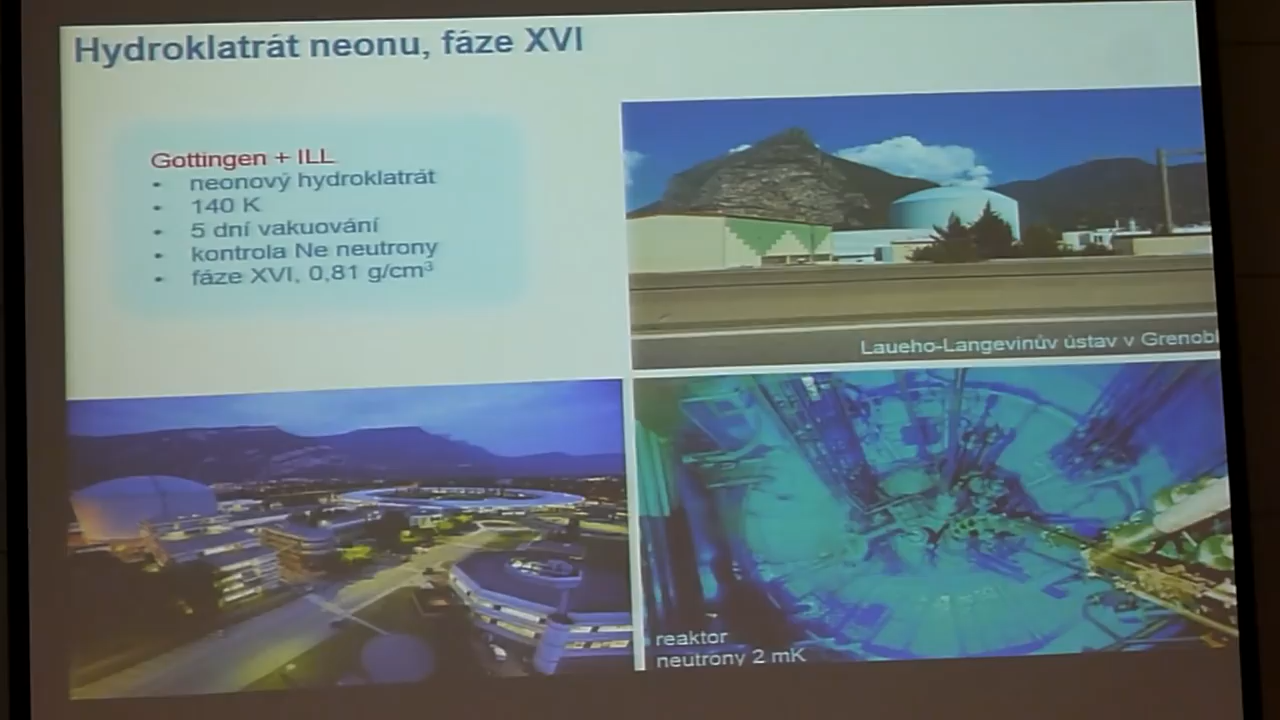 Hydroklatrát neonu, fáze XVI
Gottingen + ILL
• neonový hydroklatrát
• 140 K
• 5 dní vakuování
• kontrola Ne neutrony
• fáze XVI, 0,81 g/cm³
Laueho-Langevinův ústav v Grenobl
reaktor
neutrony 2 mK